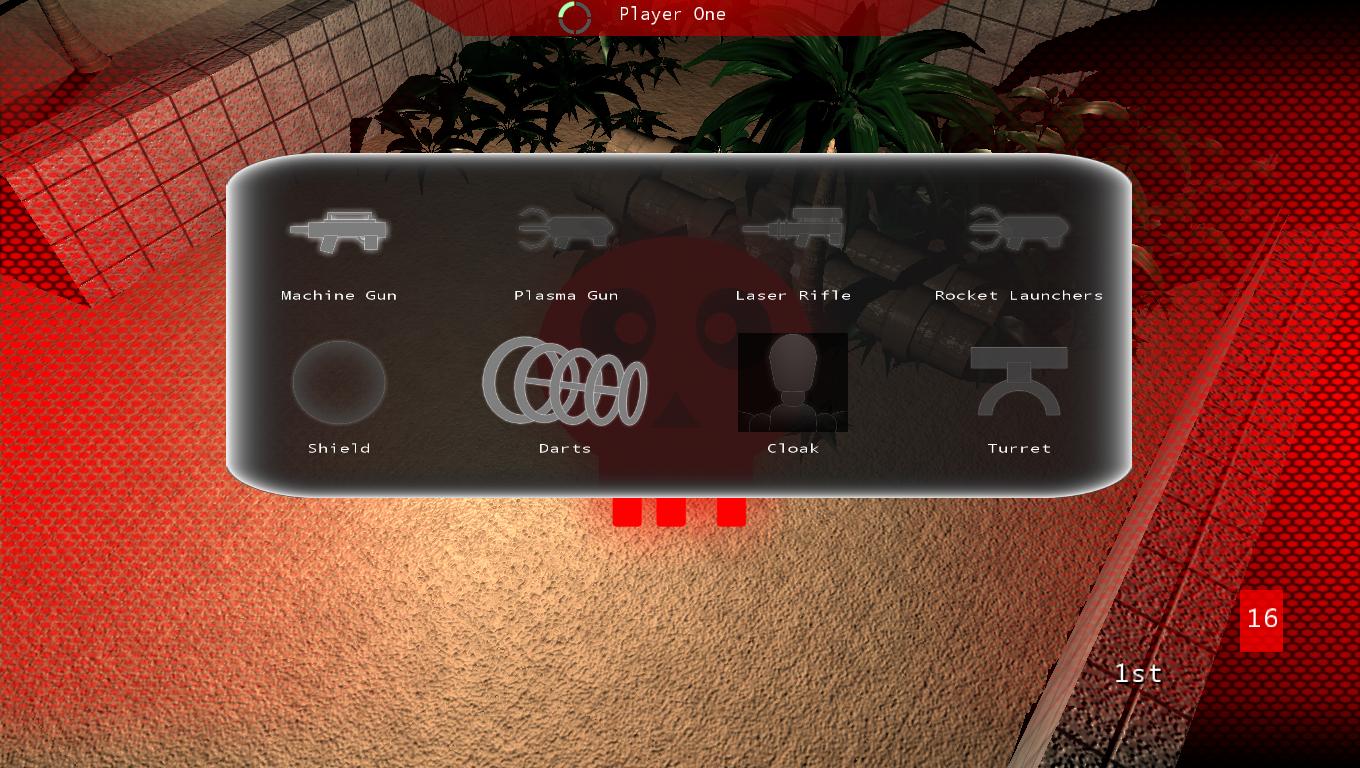 Player One
Machine Gun
Plasma Gun
Laser Rifle
Rocket Launchers
Shield
Darts
Cloak
Turret
16
1st